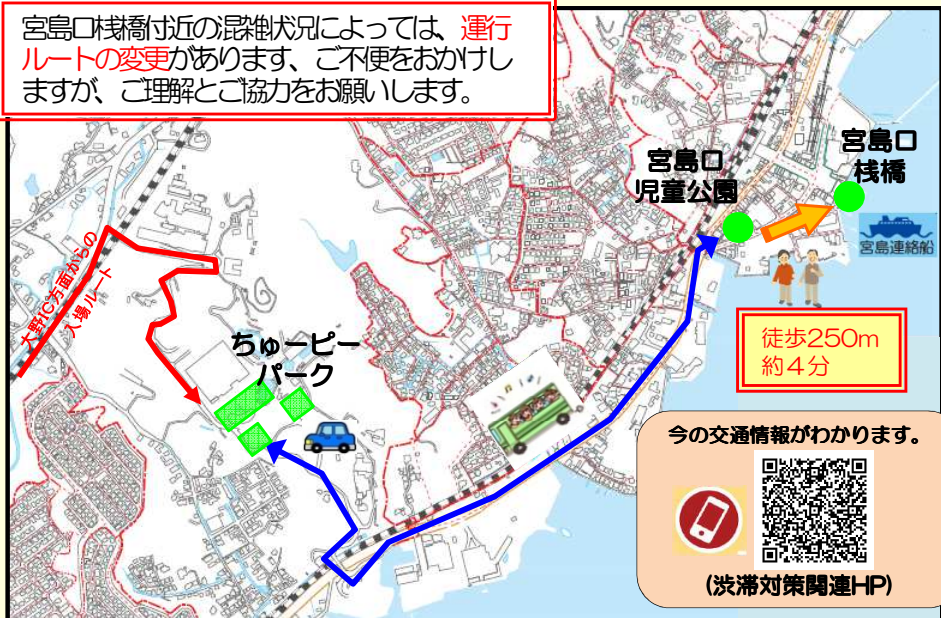 宮島口桟橋付近の混雑状況によっては、運行
ルートの変更があります、ご不便をおかけし
ますが、ご理解とご協力をお願いします。
宮島口
桟橋
宮島口
児童公園
宮島連絡船
大野IC方面からの
入場ルート
徒歩250m
約4分
ちゅーピー
パーク
今の交通情報がわかります。
(渋滞対策関連HP)